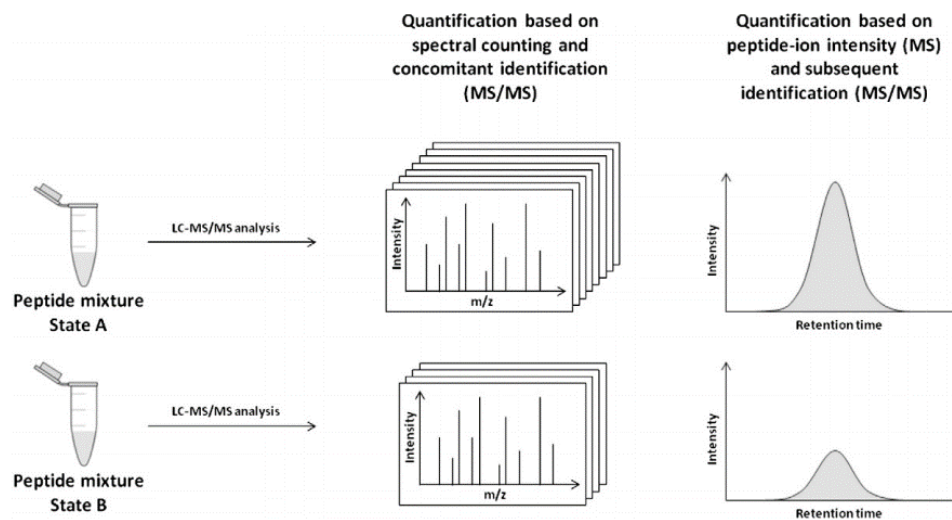 Quantification based on
spectral counting and
concomitant identification
(MS/MS)
Quantification based on
peptide-ion intensity (MS)
and subsequent
identification (MS/MS)
LC-MS/MS analysis
Peptide mixture
State A
Intensity
m/z
Intensity
Retention time
LC-MS/MS analysis
Peptide mixture
State B
Intensity
m/z
Intensity
Retention time